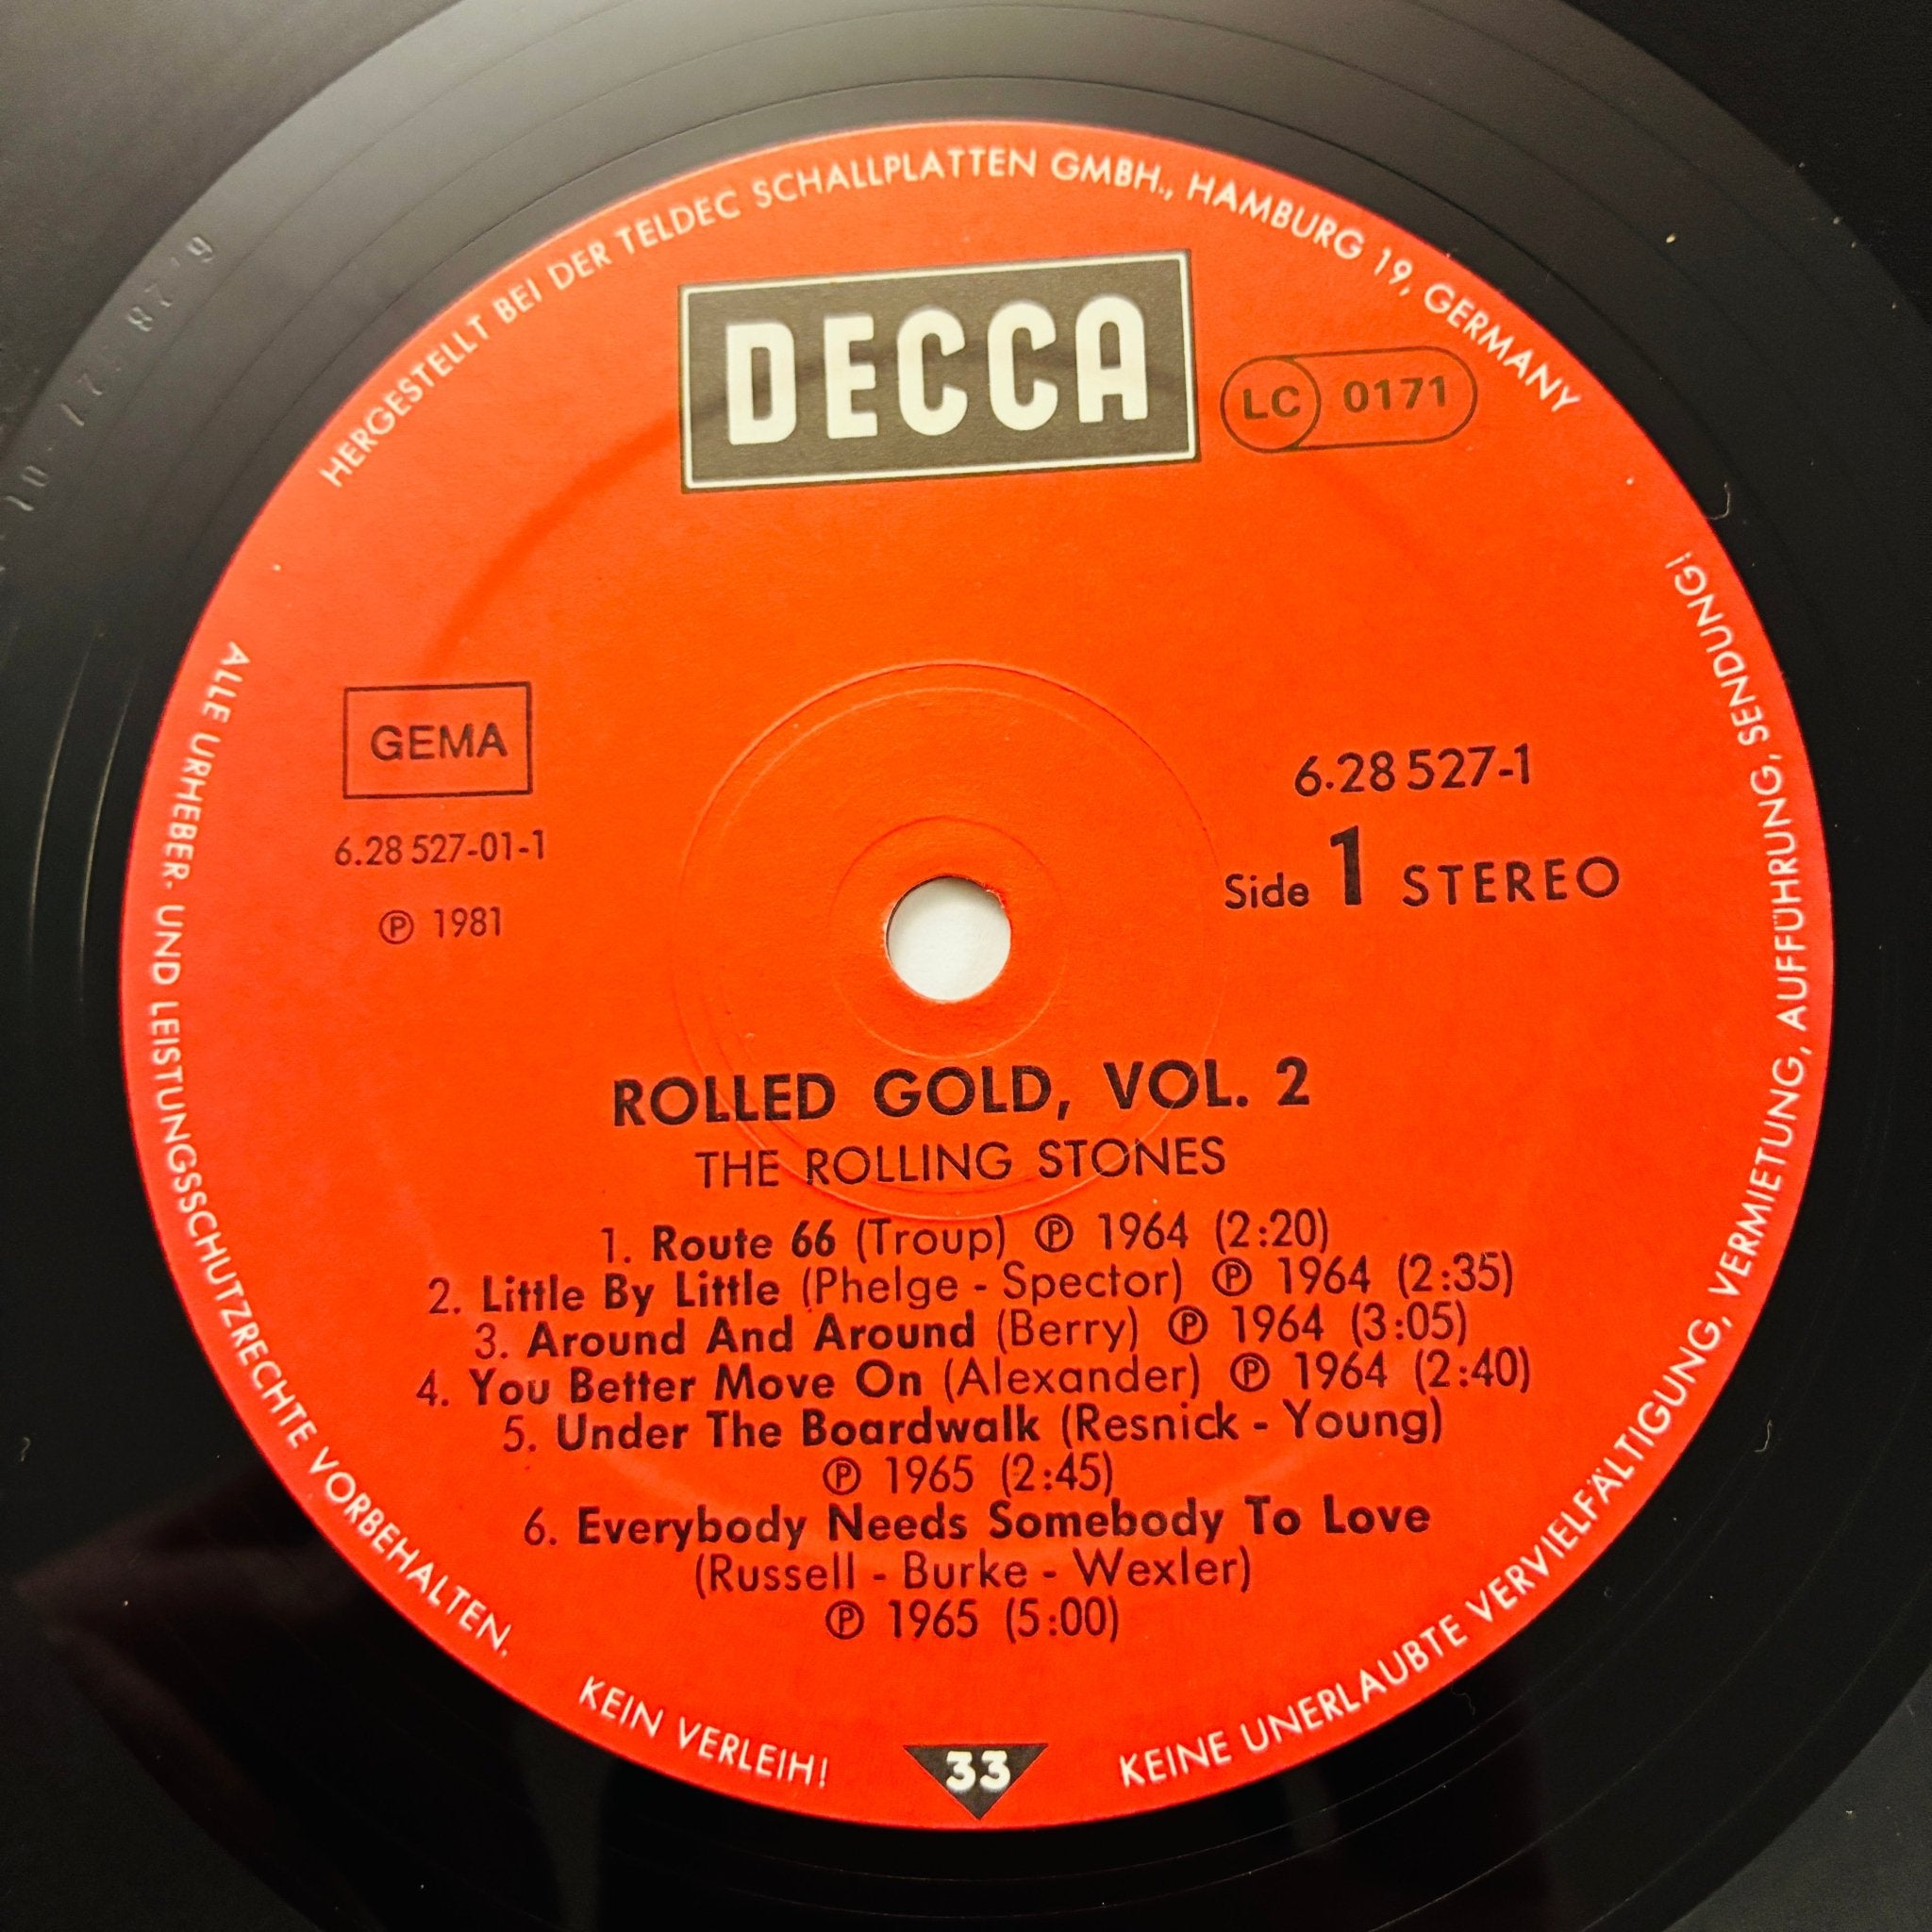 HERGESTELLT BEI DER TELDEC SCHALLPLATTEN GMBH., HAMBURG 19, GERMANY
DECCA
LC 0171
GEMA
6.28 527-01-1
Ⓟ 1981
6.28 527-1
Side 1 STEREO
ROLLED GOLD, VOL. 2
THE ROLLING STONES
1. Route 66 (Troup) Ⓟ 1964 (2:20)
2. Little By Little (Phelge - Spector) Ⓟ 1964 (2:35)
3. Around And Around (Berry) Ⓟ 1964 (3:05)
4. You Better Move On (Alexander) Ⓟ 1964 (2:40)
5. Under The Boardwalk (Resnick - Young)
Ⓟ 1965 (2:45)
6. Everybody Needs Somebody To Love
(Russell - Burke - Wexler)
Ⓟ 1965 (5:00)
ALLE URHEBER- UND LEISTUNGSSCHUTZRECHTE VORBEHALTEN.
KEIN VERLEIH!
33
KEINE UNERLAUBTE VERVIELFÄLTIGUNG, VERMIETUNG, AUFFÜHRUNG, SENDUNG!